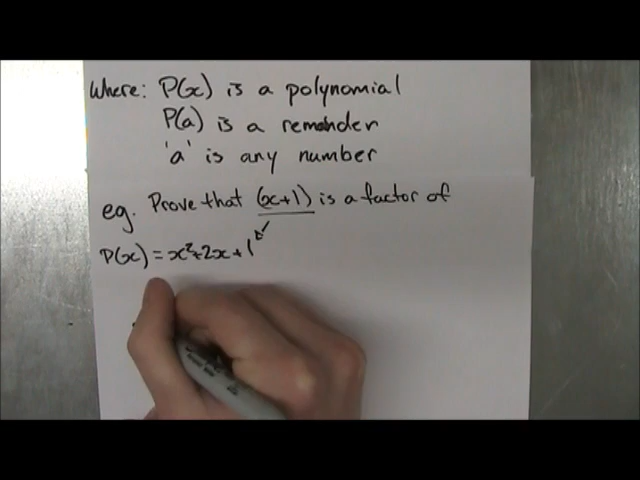 Where: P(x) is a polynomial
P(a) is a remainder
'a' is any number
eg. Prove that (x+1) is a factor of
P(x) = x²+2x+1